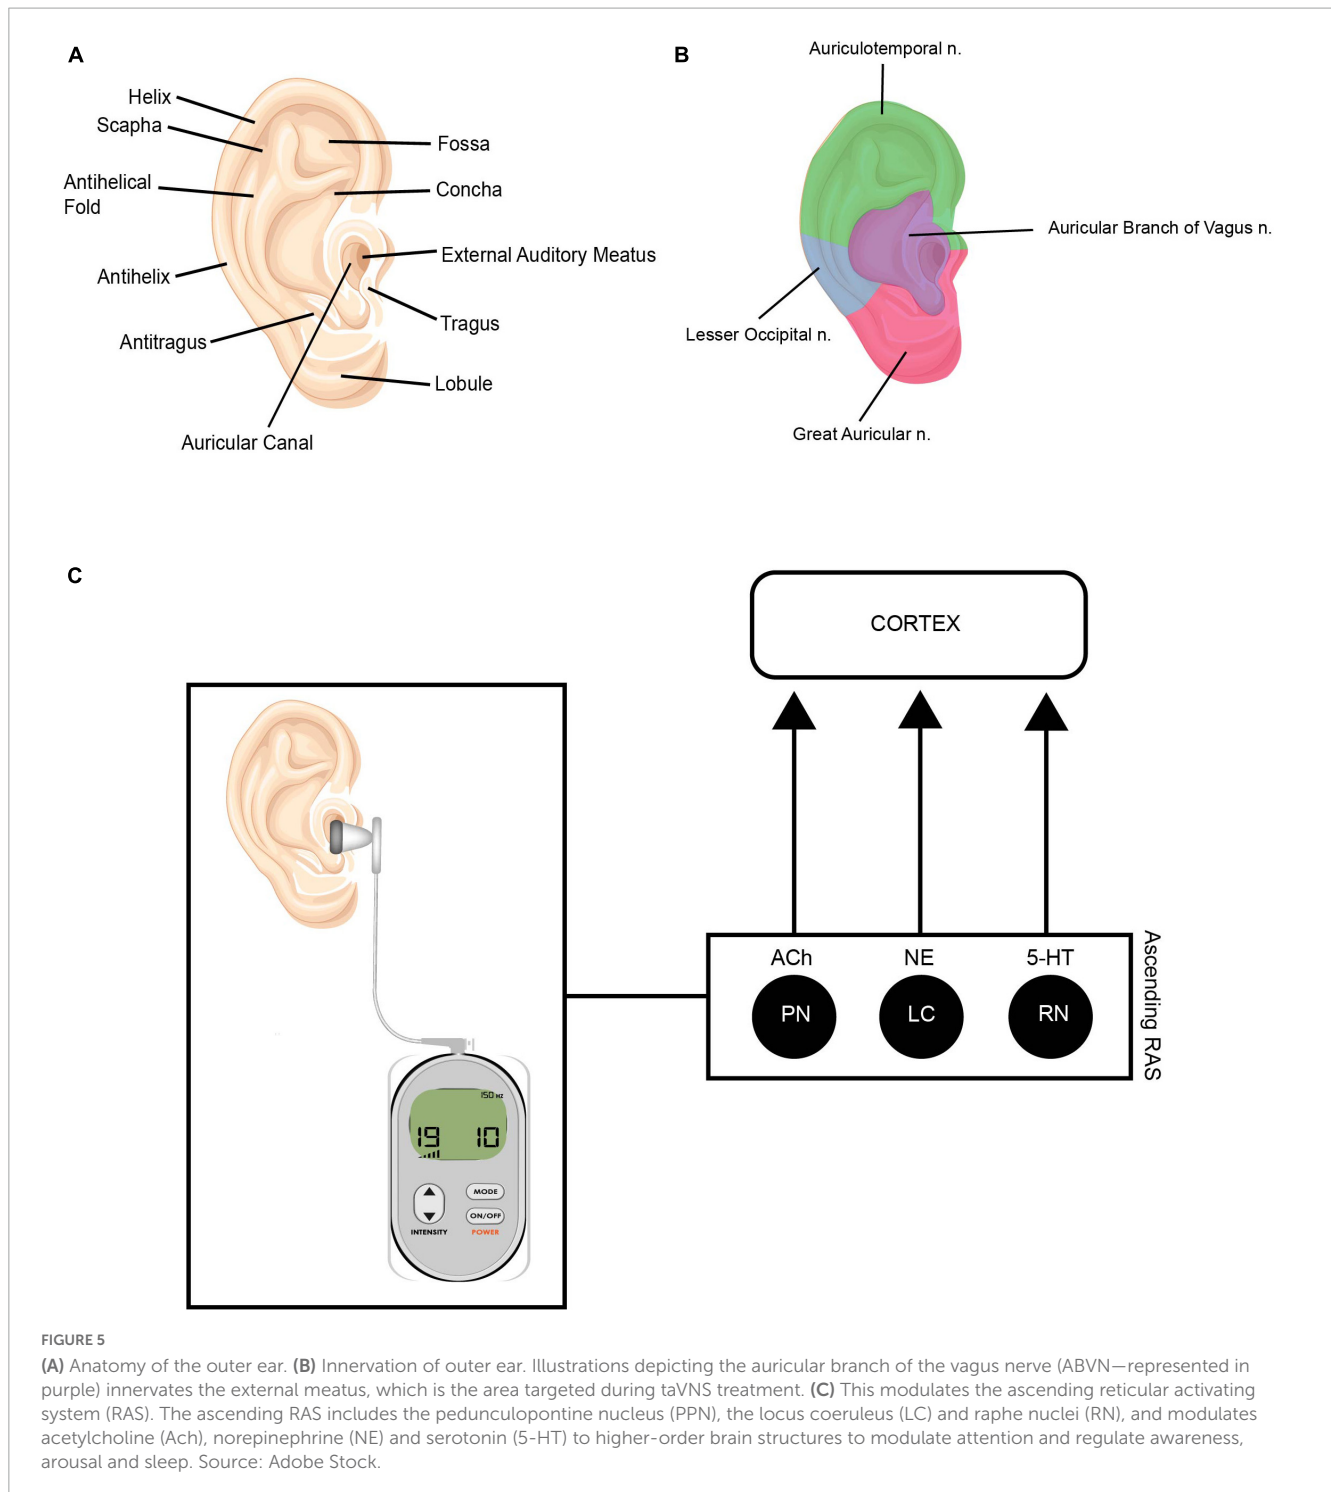 A
Helix
Scapha
Antihelical
Fold
Antihelix
Antitragus
Auricular Canal
Fossa
Concha
External Auditory Meatus
Tragus
Lobule
B
Auriculotemporal n.
Auricular Branch of Vagus n.
Lesser Occipital n.
Great Auricular n.
C
CORTEX
ACh NE 5-HT
PN LC RN
Ascending RAS
150 HZ
19 10
MODE
ON/OFF
INTENSITY POWER
FIGURE 5
(A) Anatomy of the outer ear. (B) Innervation of outer ear. Illustrations depicting the auricular branch of the vagus nerve (ABVN—represented in
purple) innervates the external meatus, which is the area targeted during taVNS treatment. (C) This modulates the ascending reticular activating
system (RAS). The ascending RAS includes the pedunculopontine nucleus (PPN), the locus coeruleus (LC) and raphe nuclei (RN), and modulates
acetylcholine (Ach), norepinephrine (NE) and serotonin (5-HT) to higher-order brain structures to modulate attention and regulate awareness,
arousal and sleep. Source: Adobe Stock.